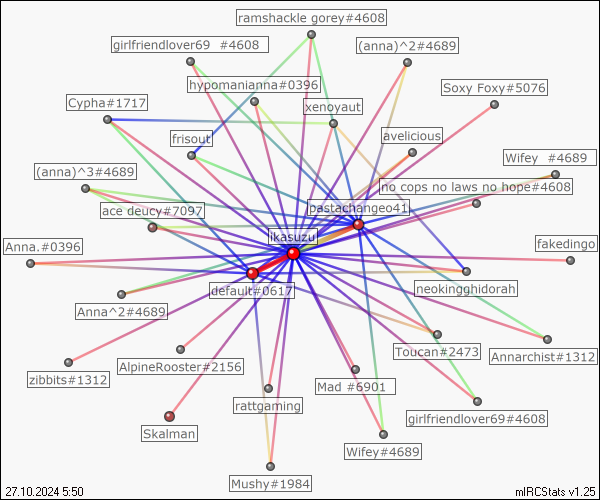 ramshackle gorey#4608
girlfriendlover69  #4608
(anna)^2#4689
hypomanianna#0396
Soxy Foxy#5076
Cypha#1717
xenoyaut
frisout
avelicious
Wifey  #4689
(anna)^3#4689
no cops no laws no hope#4608
ace deucy#7097
pastachangeo41
ikasuzu
Anna.#0396
fakedingo
default#0617
neokingghidorah
Anna^2#4689
Toucan#2473
Annarchist#1312
AlpineRooster#2156
zibbits#1312
Mad #6901
rattgaming
girlfriendlover69#4608
Skalman
Wifey#4689
Mushy#1984
27.10.2024 5:50
mIRCStats v1.25